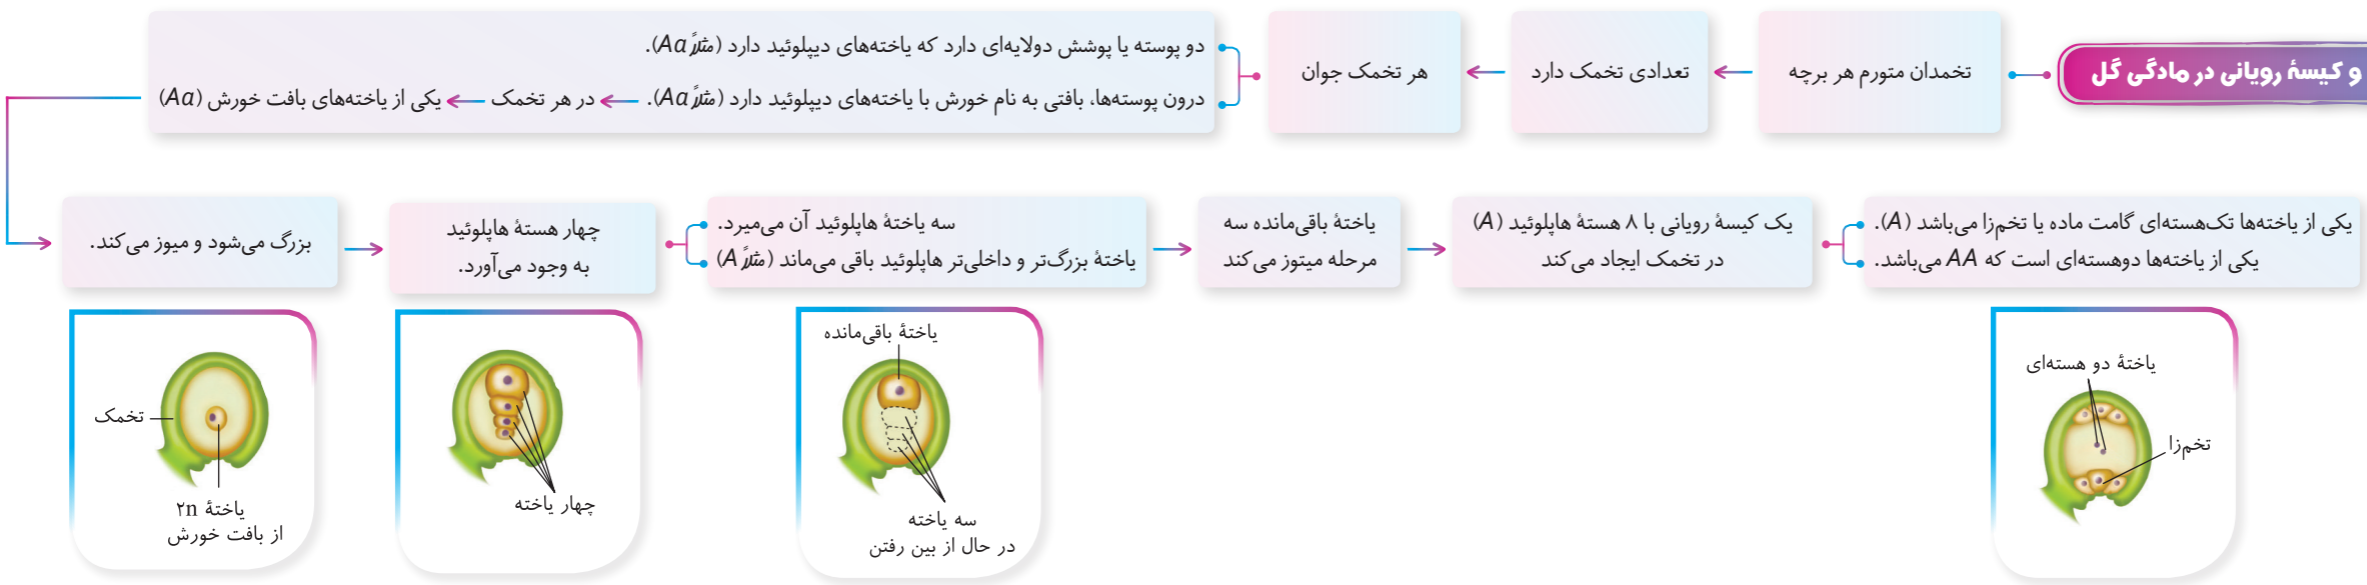 و کیسهٔ رویانی در مادگی گل
تخمدان متورم هر برچه
تعدادی تخمک دارد
هر تخمک جوان
دو پوسته یا پوشش دولایه‌ای دارد که یاخته‌های دیپلوئید دارد (مثلاً Aa).
درون پوسته‌ها، بافتی به نام خورش با یاخته‌های دیپلوئید دارد (مثلاً Aa). در هر تخمک یکی از یاخته‌های بافت خورش (Aa)
بزرگ می‌شود و میوز می‌کند.
چهار هستهٔ هاپلوئید
به وجود می‌آورد.
سه یاختهٔ هاپلوئید آن می‌میرد.
یاختهٔ بزرگ‌تر و داخلی‌تر هاپلوئید باقی می‌ماند (مثلاً A)
یاختهٔ باقی‌مانده سه
مرحله میتوز می‌کند
یک کیسهٔ رویانی با ۸ هستهٔ هاپلوئید (A)
در تخمک ایجاد می‌کند
یکی از یاخته‌ها تک‌هسته‌ای گامت ماده یا تخم‌زا می‌باشد (A).
یکی از یاخته‌ها دوهسته‌ای است که AA می‌باشد.
تخمک
یاختهٔ ۲n
از بافت خورش
چهار یاخته
یاختهٔ باقی‌مانده
سه یاخته
در حال از بین رفتن
یاختهٔ دو هسته‌ای
تخم‌زا